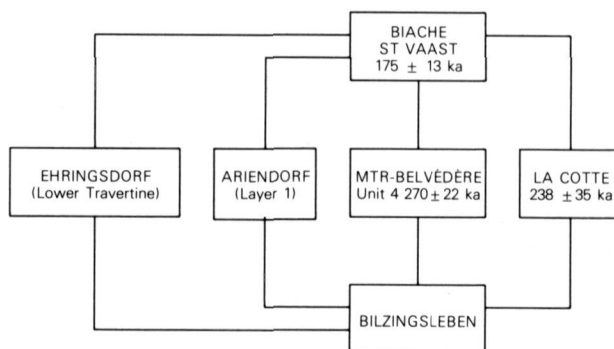 BIACHE
ST VAAST
175 ± 13 ka
EHRINGSDORF
(Lower Travertine)
ARIENDORF
(Layer 1)
MTR-BELVÉDÈRE
Unit 4 270 ± 22 ka
LA COTTE
238 ± 35 ka
BILZINGSLEBEN